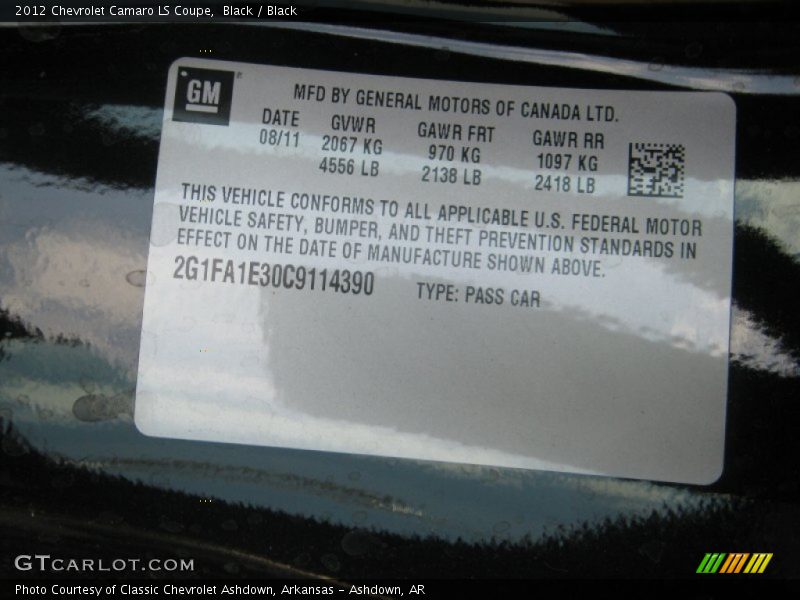 2012 Chevrolet Camaro LS Coupe, Black / Black
GM
MFD BY GENERAL MOTORS OF CANADA LTD.
DATE GVWR GAWR FRT GAWR RR
08/11 2067 KG 970 KG 1097 KG
4556 LB 2138 LB 2418 LB
THIS VEHICLE CONFORMS TO ALL APPLICABLE U.S. FEDERAL MOTOR
VEHICLE SAFETY, BUMPER, AND THEFT PREVENTION STANDARDS IN
EFFECT ON THE DATE OF MANUFACTURE SHOWN ABOVE.
2G1FA1E30C9114390 TYPE: PASS CAR
GTCARLOT.COM
Photo Courtesy of Classic Chevrolet Ashdown, Arkansas - Ashdown, AR